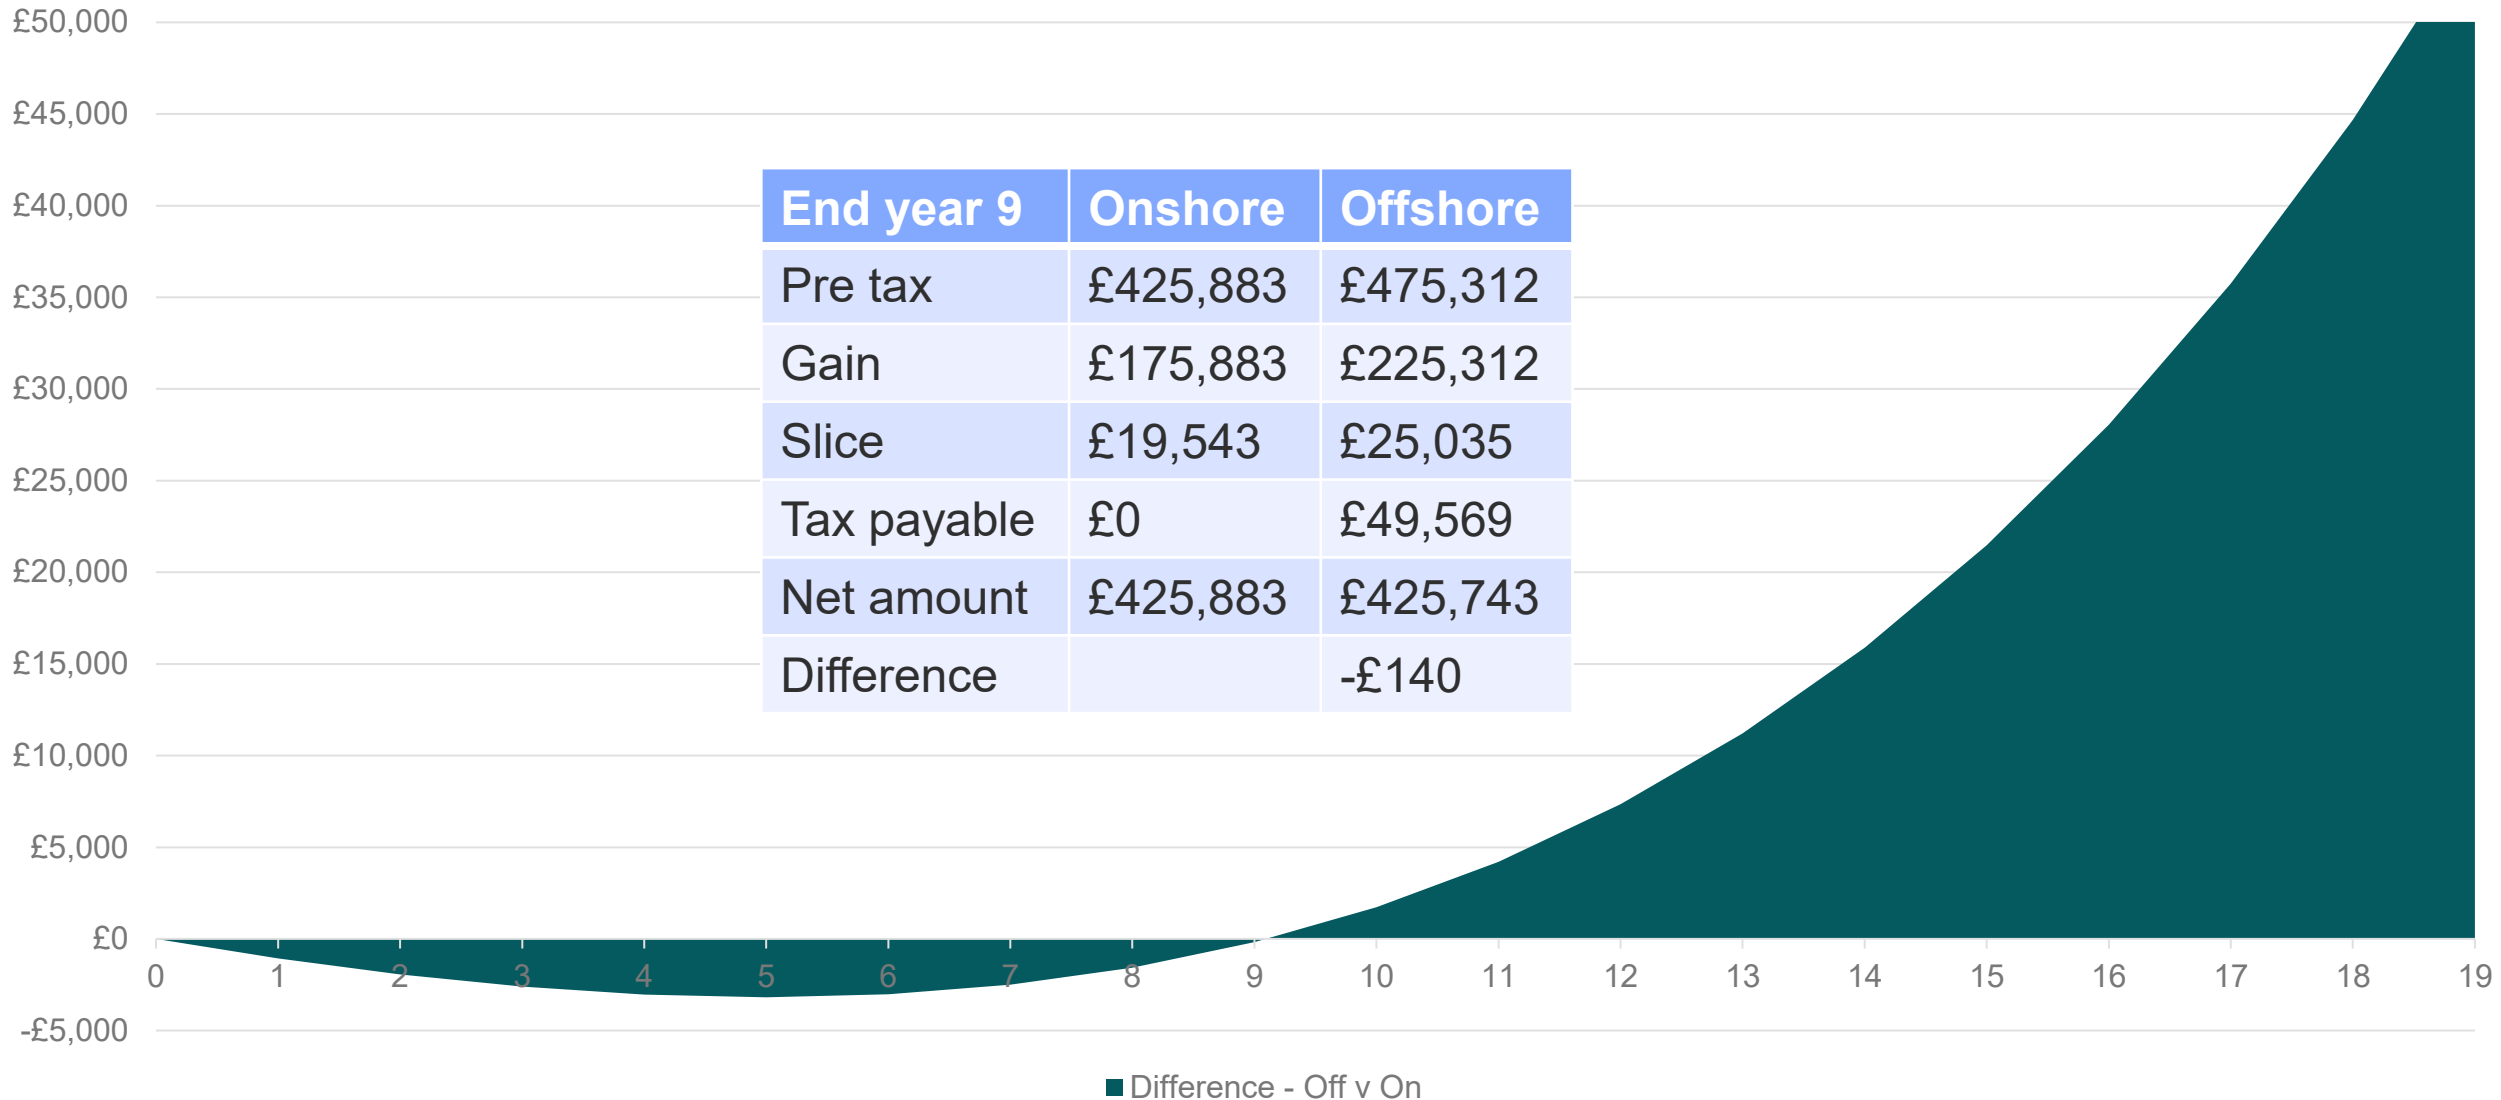 £50,000
£45,000
£40,000
£35,000
£30,000
£25,000
£20,000
£15,000
£10,000
£5,000
£0
-£5,000
End year 9 Onshore Offshore
Pre tax £425,883 £475,312
Gain £175,883 £225,312
Slice £19,543 £25,035
Tax payable £0 £49,569
Net amount £425,883 £425,743
Difference -£140
0 1 2 3 4 5 6 7 8 9 10 11 12 13 14 15 16 17 18 19
Difference - Off v On